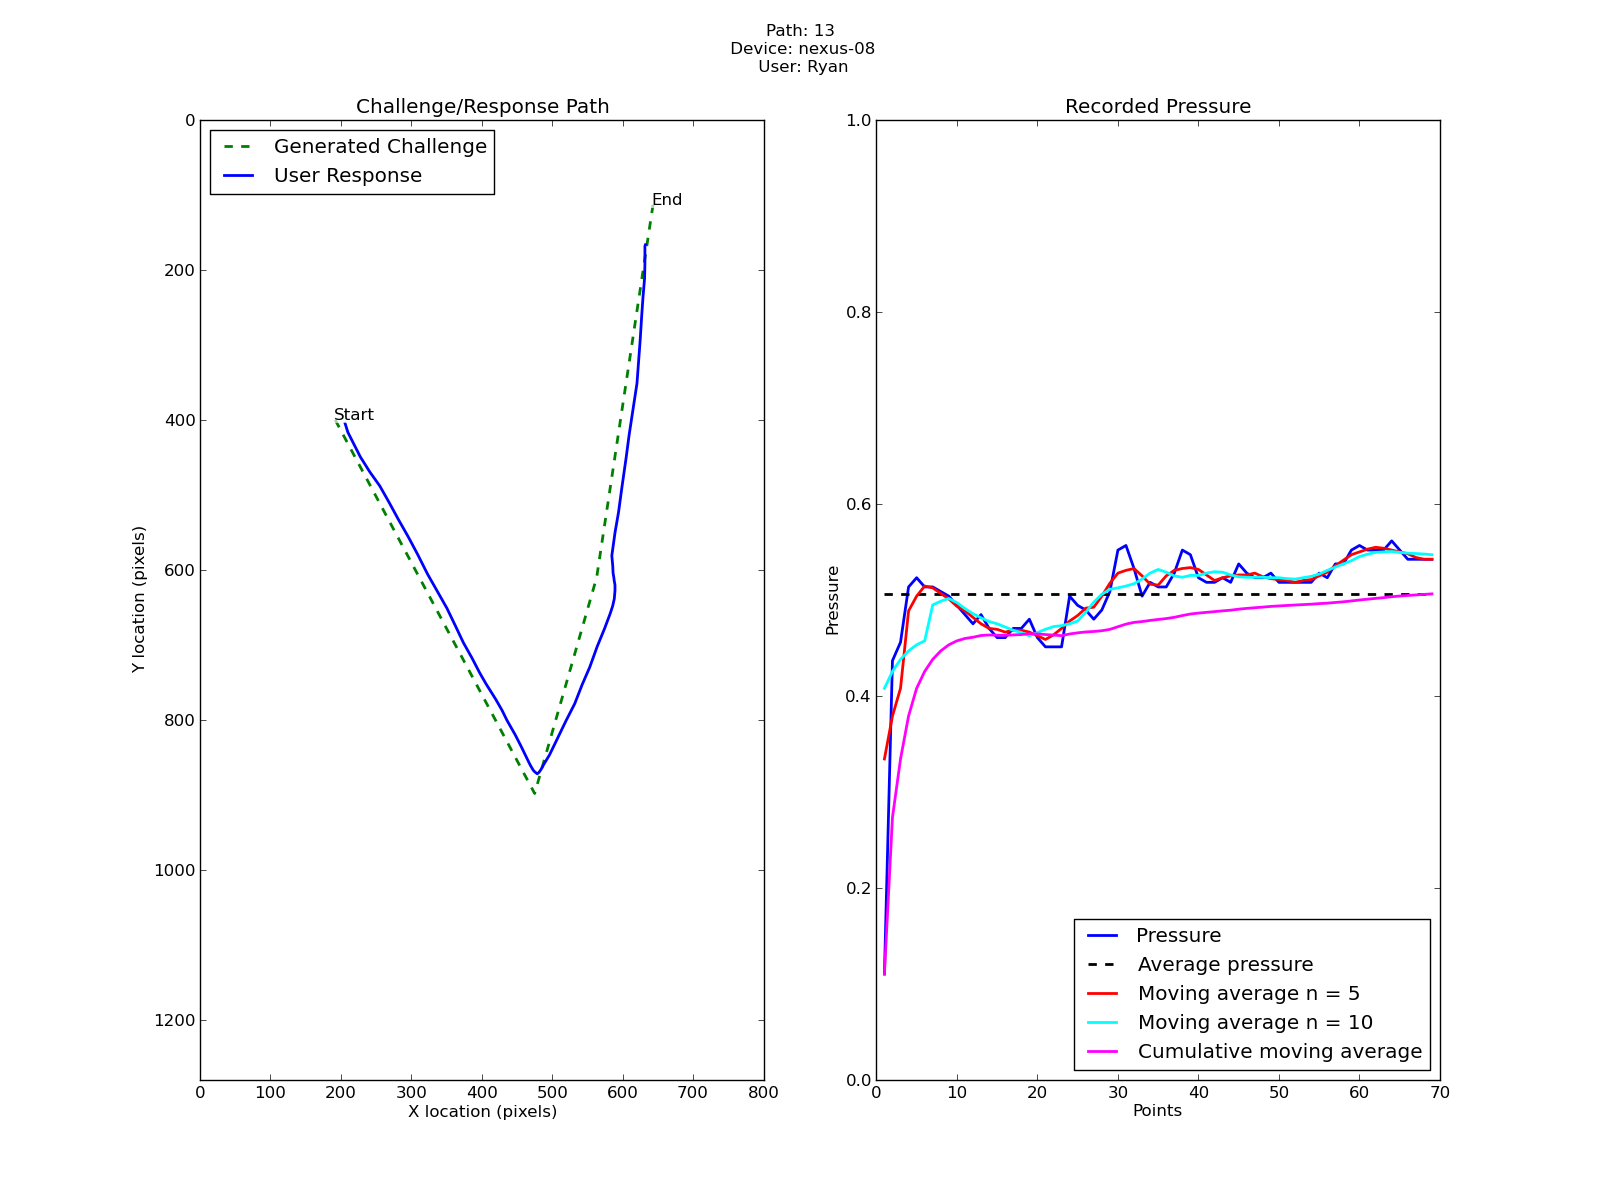 Path: 13
Device: nexus-08
User: Ryan
Challenge/Response Path
Generated Challenge
User Response
Start
End
0
200
400
600
800
1000
1200
Y location (pixels)
0 100 200 300 400 500 600 700 800
X location (pixels)
Recorded Pressure
1.0
0.8
0.6
0.4
0.2
0.0
Pressure
Pressure
Average pressure
Moving average n = 5
Moving average n = 10
Cumulative moving average
0 10 20 30 40 50 60 70
Points